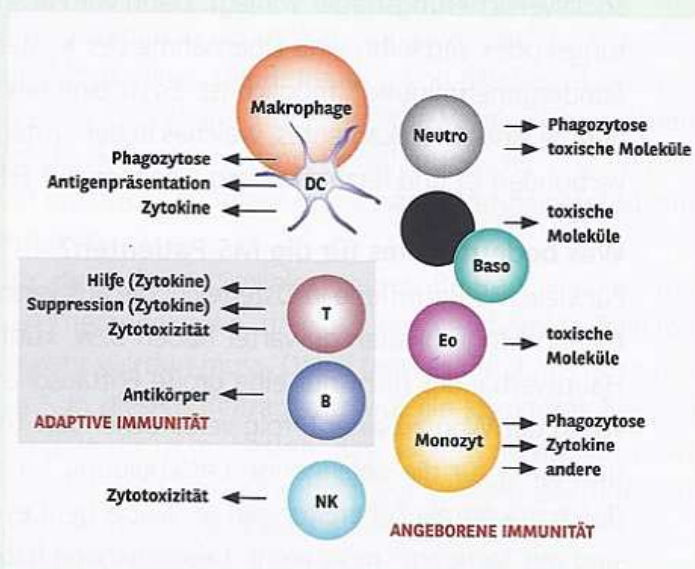 Makrophage
DC
Phagozytose
Antigenpräsentation
Zytokine
Neutro
Phagozytose
toxische Moleküle
Baso
toxische
Moleküle
Hilfe (Zytokine)
Suppression (Zytokine)
Zytotoxizität
T
Eo
toxische
Moleküle
Antikörper
B
ADAPTIVE IMMUNITÄT
Monozyt
Phagozytose
Zytokine
andere
Zytotoxizität
NK
ANGEBORENE IMMUNITÄT